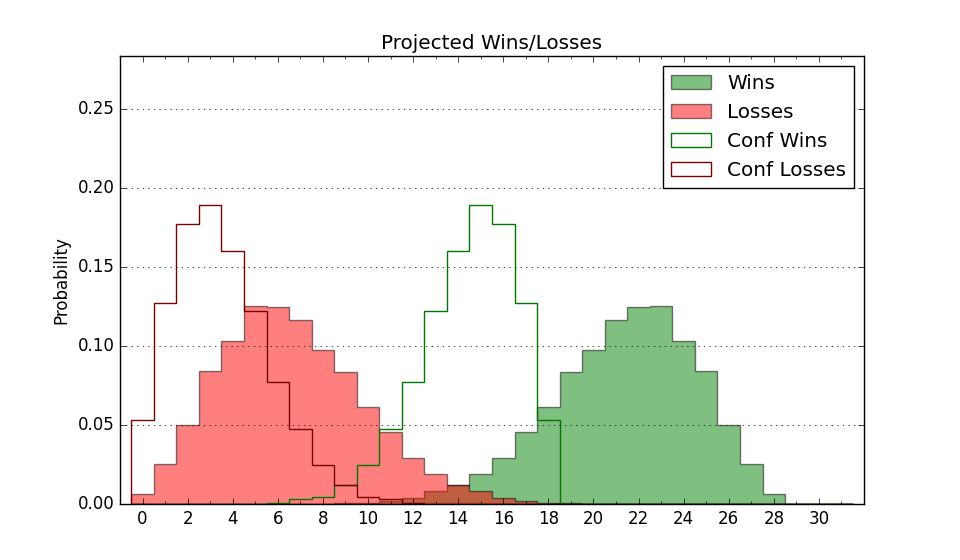 Projected Wins/Losses
Probability
0.25
0.20
0.15
0.10
0.05
0.00
Wins
Losses
Conf Wins
Conf Losses
0 2 4 6 8 10 12 14 16 18 20 22 24 26 28 30